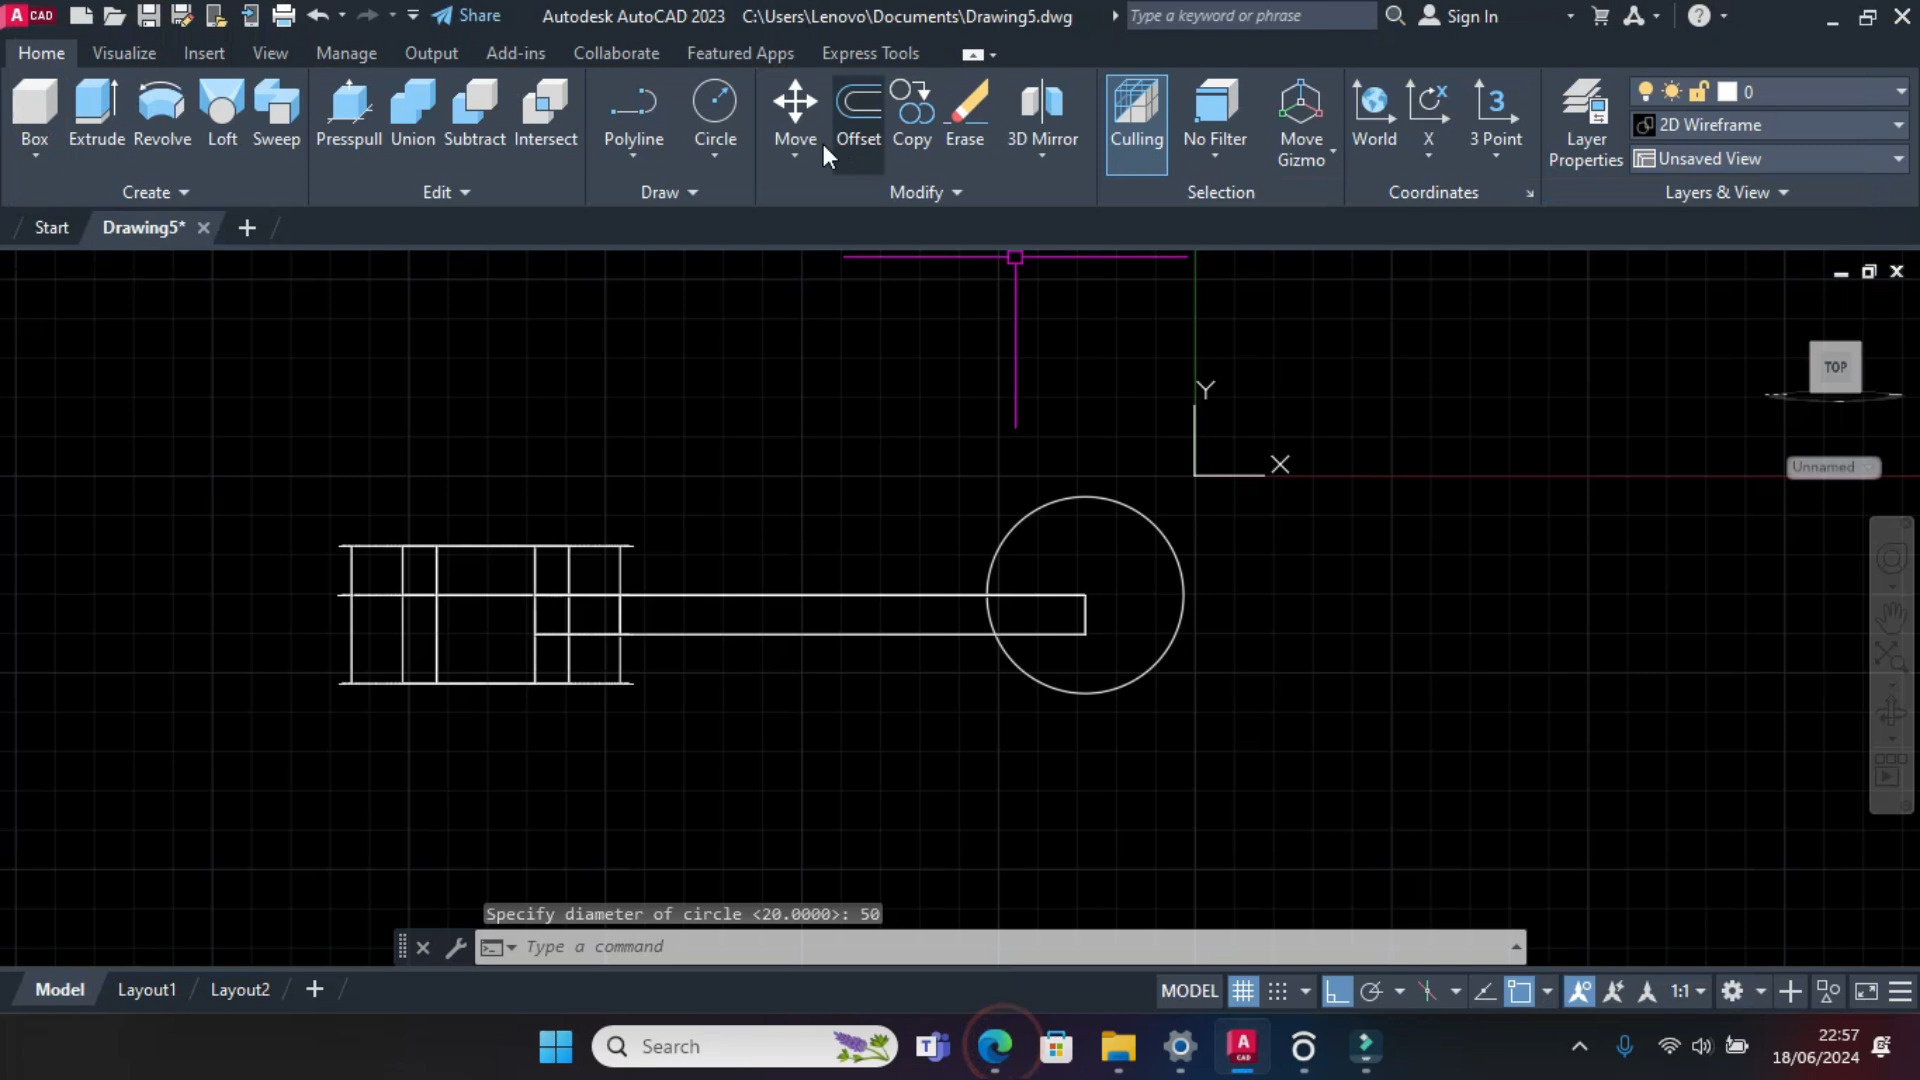 A CAD
Share
Autodesk AutoCAD 2023
C:\Users\Lenovo\Documents\Drawing5.dwg
Type a keyword or phrase
Sign In
?
Home
Visualize
Insert
View
Manage
Output
Add-ins
Collaborate
Featured Apps
Express Tools
Box
Extrude
Revolve
Loft
Sweep
Presspull
Union
Subtract
Intersect
Polyline
Circle
Move
Offset
Copy
Erase
3D Mirror
Culling
No Filter
Move
Gizmo
World
X
3 Point
Layer
Properties
0
2D Wireframe
Unsaved View
Create
Edit
Draw
Modify
Selection
Coordinates
Layers & View
Start
Drawing5*
Y
X
TOP
Unnamed
Specify diameter of circle <20.0000>: 50
Type a command
Model
Layout1
Layout2
MODEL
1:1
Search
22:57
18/06/2024